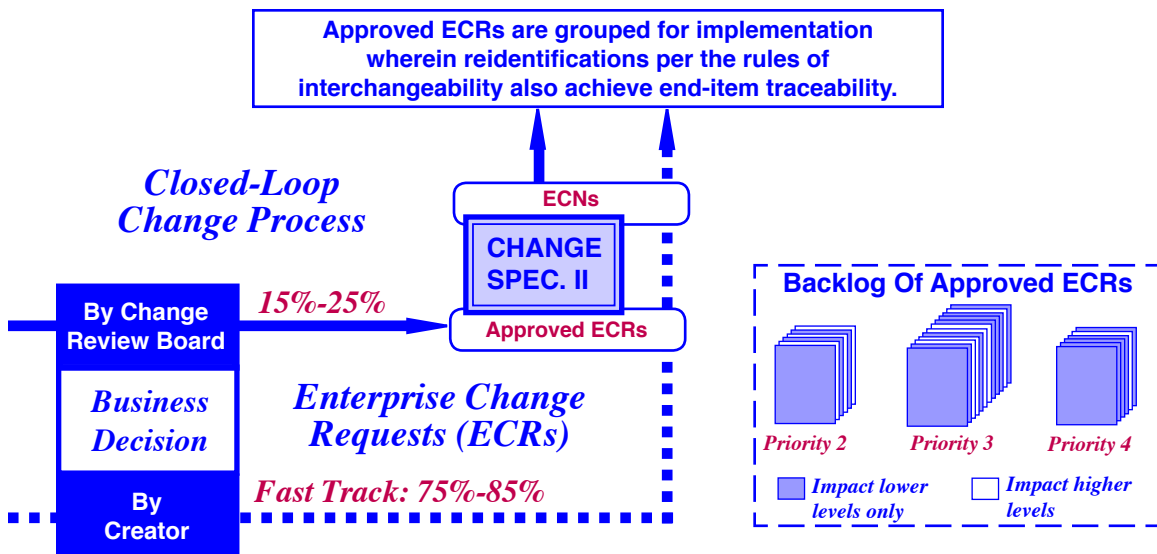 Approved ECRs are grouped for implementation
wherein reidentifications per the rules of
interchangeability also achieve end-item traceability.
Closed-Loop
Change Process
ECNs
CHANGE
SPEC. II
Approved ECRs
By Change
Review Board
15%-25%
Business
Decision
Enterprise Change
Requests (ECRs)
By
Creator
Fast Track: 75%-85%
Backlog Of Approved ECRs
Priority 2
Priority 3
Priority 4
Impact lower
levels only
Impact higher
levels